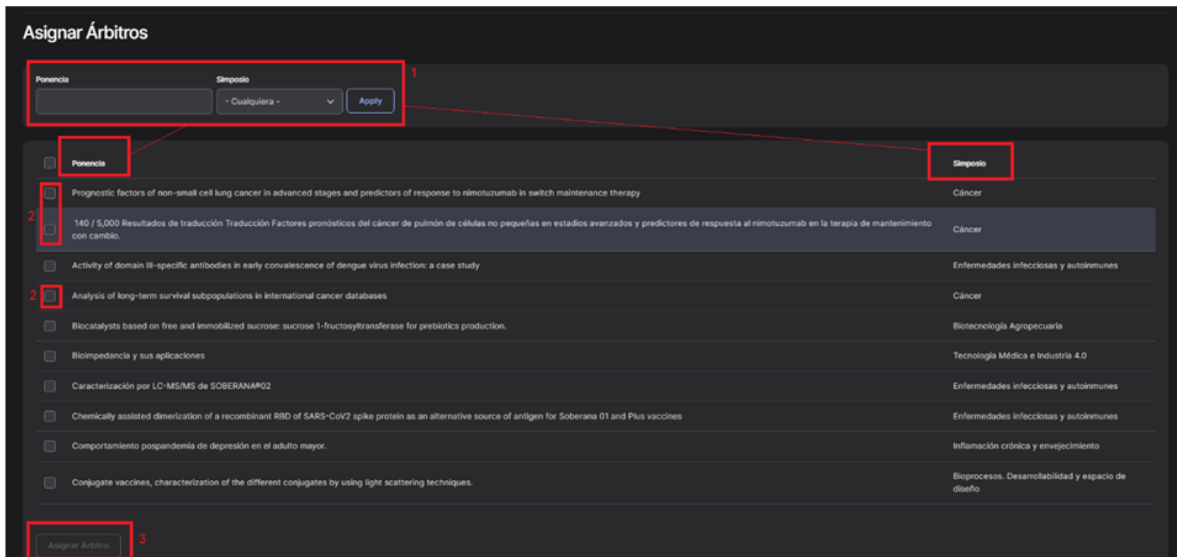 Asignar Árbitros
Ponencia Simposio 1
- Cualquiera - Apply
Ponencia Simposio
Prognostic factors of non-small cell lung cancer in advanced stages and predictors of response to nimotuzumab in switch maintenance therapy Cáncer
2 140 / 5,000 Resultados de traducción Traducción Factores pronósticos del cáncer de pulmón de células no pequeñas en estadios avanzados y predictores de respuesta al nimotuzumab en la terapia de mantenimiento
con cambio. Cáncer
Activity of domain III-specific antibodies in early convalescence of dengue virus infection: a case study Enfermedades infecciosas y autoinmunes
2 Analysis of long-term survival subpopulations in international cancer databases Cáncer
Biocatalysts based on free and immobilized sucrose: sucrose 1-fructosyltransferase for prebiotics production. Biotecnología Agropecuaria
Bioimpedancia y sus aplicaciones Tecnología Médica e Industria 4.0
Caracterización por LC-MS/MS de SOBERANA®02 Enfermedades infecciosas y autoinmunes
Chemically assisted dimerization of a recombinant RBD of SARS-CoV2 spike protein as an alternative source of antigen for Soberana 01 and Plus vaccines Enfermedades infecciosas y autoinmunes
Comportamiento pospandemia de depresión en el adulto mayor. Inflamación crónica y envejecimiento
Conjugate vaccines, characterization of the different conjugates by using light scattering techniques. Bioprocesos. Desarrollabilidad y espacio de
diseño
Asignar Árbitro 3